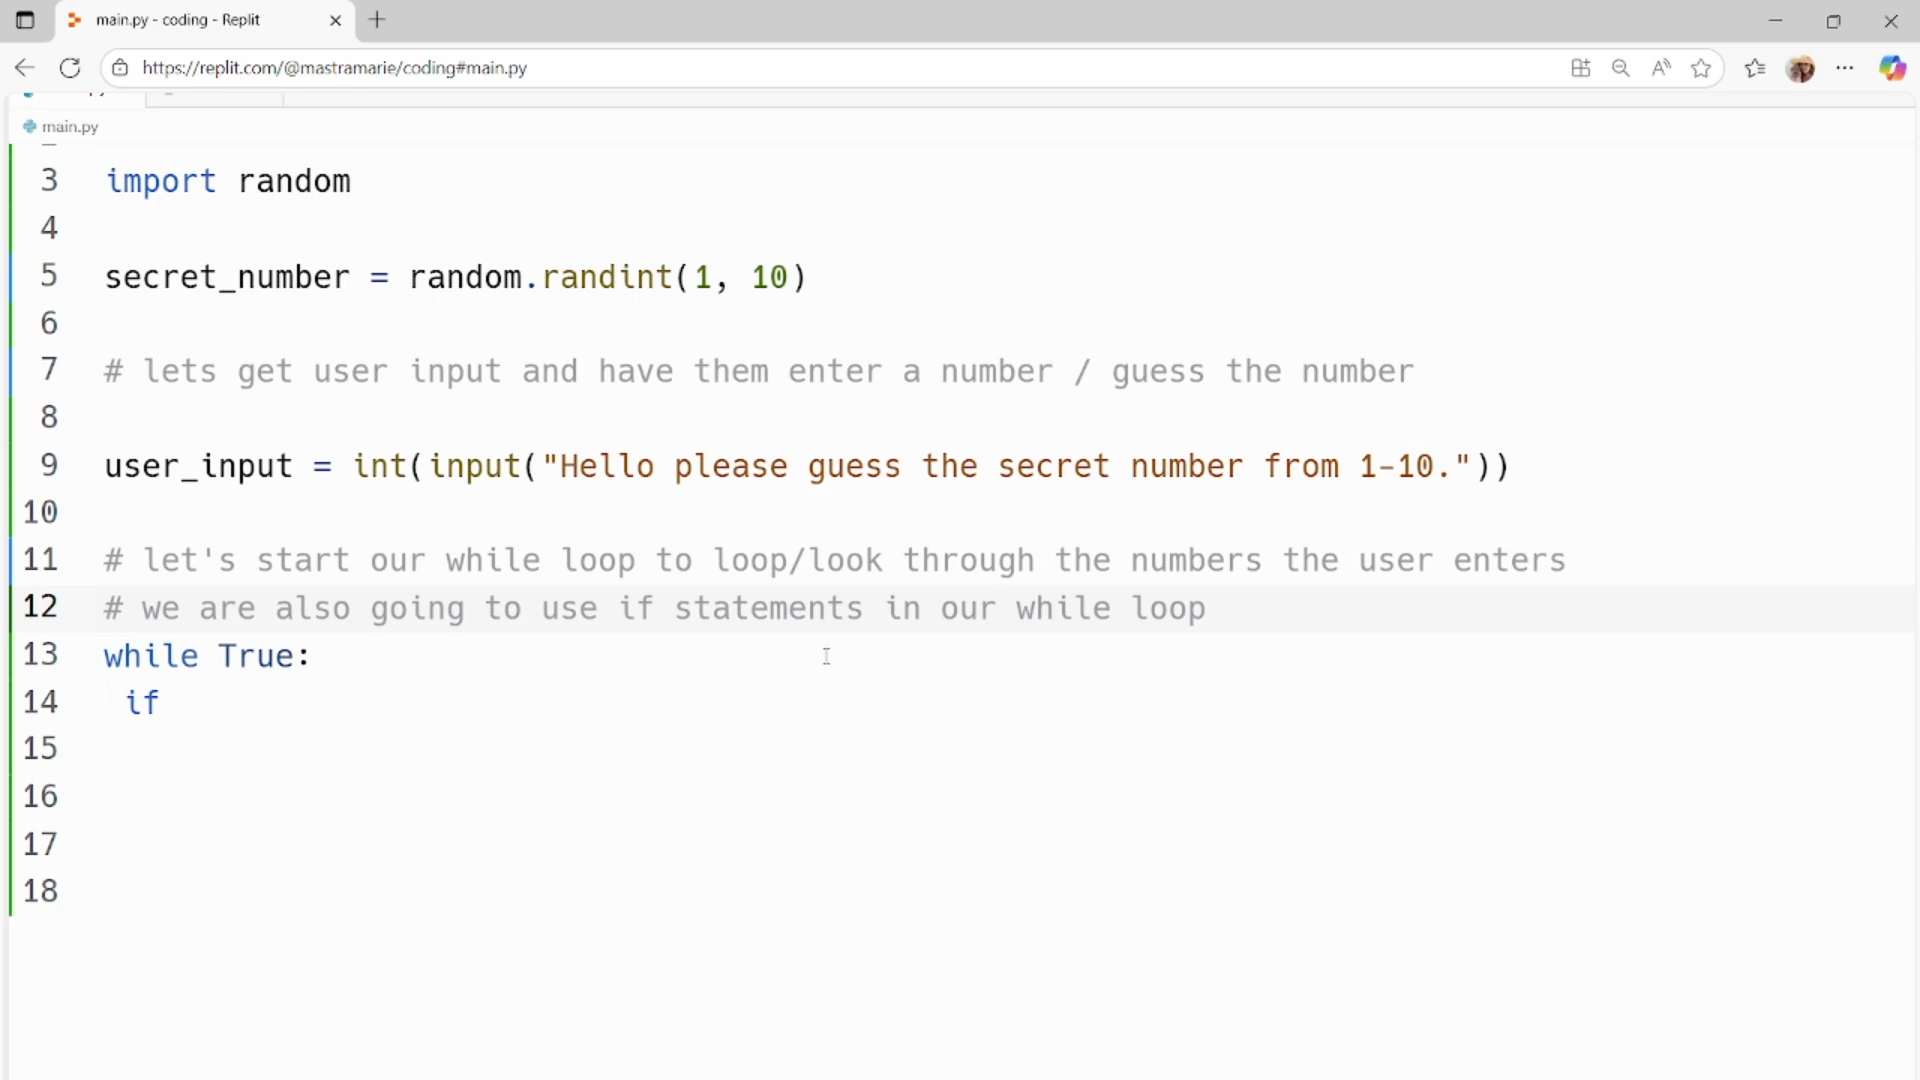 main.py - coding - Replit
https://replit.com/@mastramarie/coding#main.py
main.py
3 import random
4
5 secret_number = random.randint(1, 10)
6
7 # lets get user input and have them enter a number / guess the number
8
9 user_input = int(input("Hello please guess the secret number from 1-10."))
10
11 # let's start our while loop to loop/look through the numbers the user enters
12 # we are also going to use if statements in our while loop
13 while True:
14 if
15
16
17
18